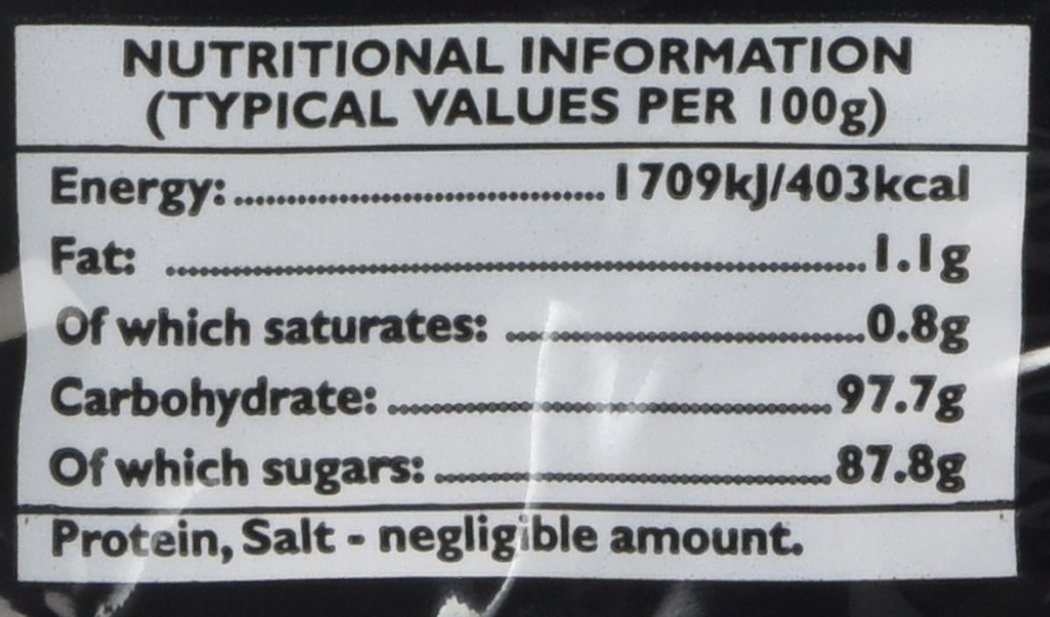 NUTRITIONAL INFORMATION
(TYPICAL VALUES PER 100g)
Energy:.................................1709kJ/403kcal
Fat: ..............................................................1.1g
Of which saturates: ................................0.8g
Carbohydrate: ........................................97.7g
Of which sugars: ...................................87.8g
Protein, Salt - negligible amount.